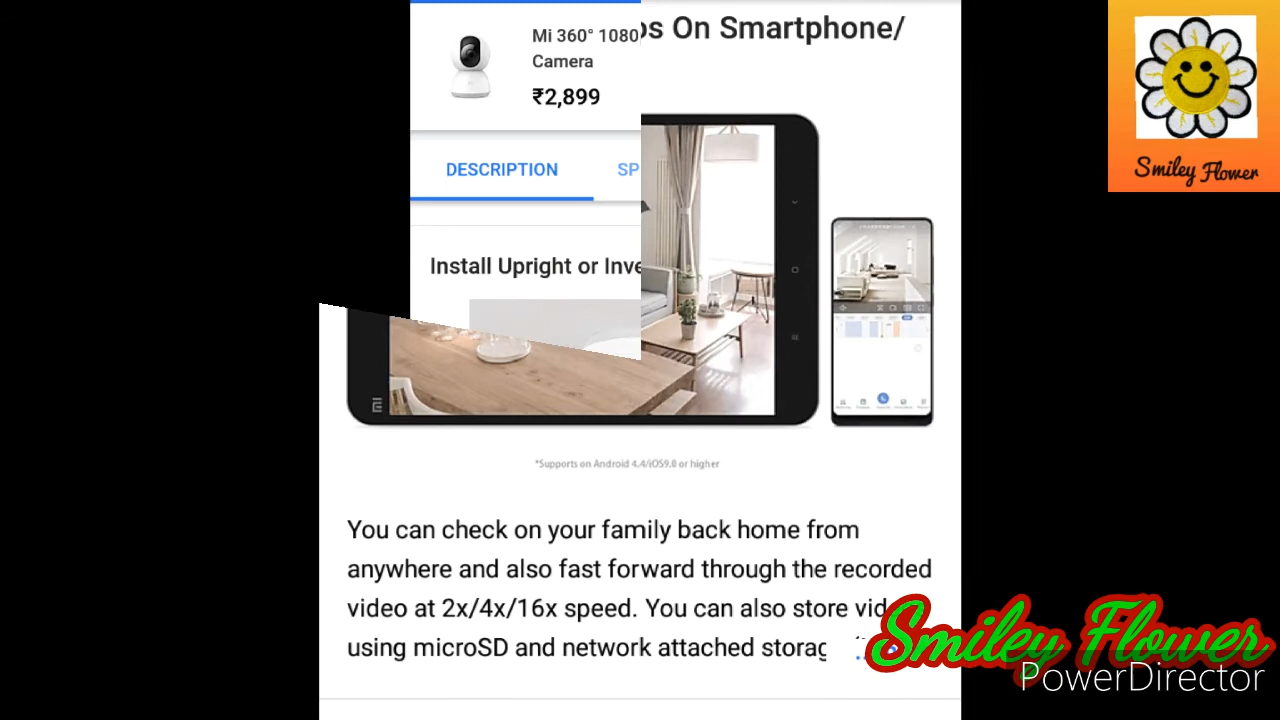 Mi 360° 1080
Camera
₹2,899
DESCRIPTION
SP
Install Upright or Inve
os On Smartphone/
Smiley Flower
*Supports on Android 4.4/iOS9.0 or higher
You can check on your family back home from
anywhere and also fast forward through the recorded
video at 2x/4x/16x speed. You can also store vid
using microSD and network attached storag
Smiley Flower
PowerDirector